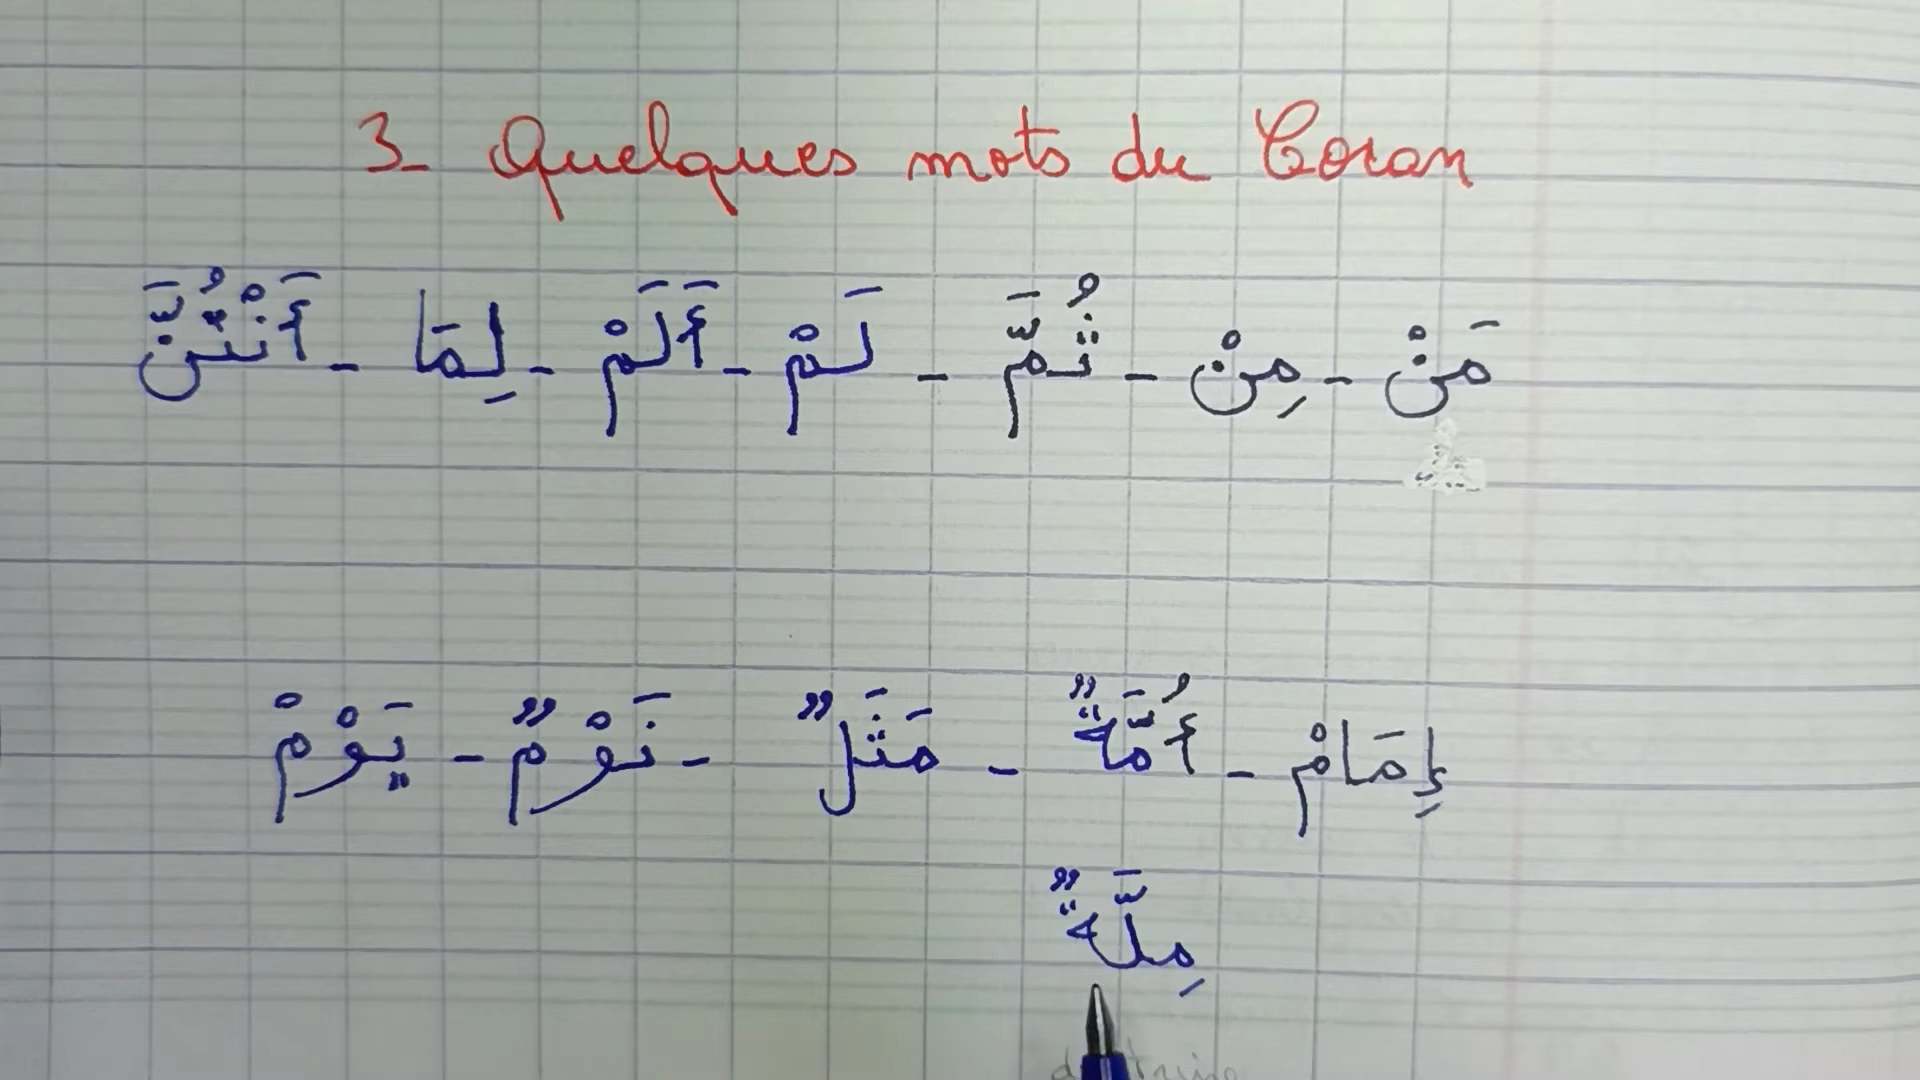 3_ Quelques mots du Coran
مَنْ - مِنْ - ثُمَّ - لَمْ - أَلَمْ - لِمَا - أَنْتُنَّ
إِمَامْ - أُمَّةٌ - مَثَلٌ - نَوْمٌ - يَوْمْ
مِلَّةٌ